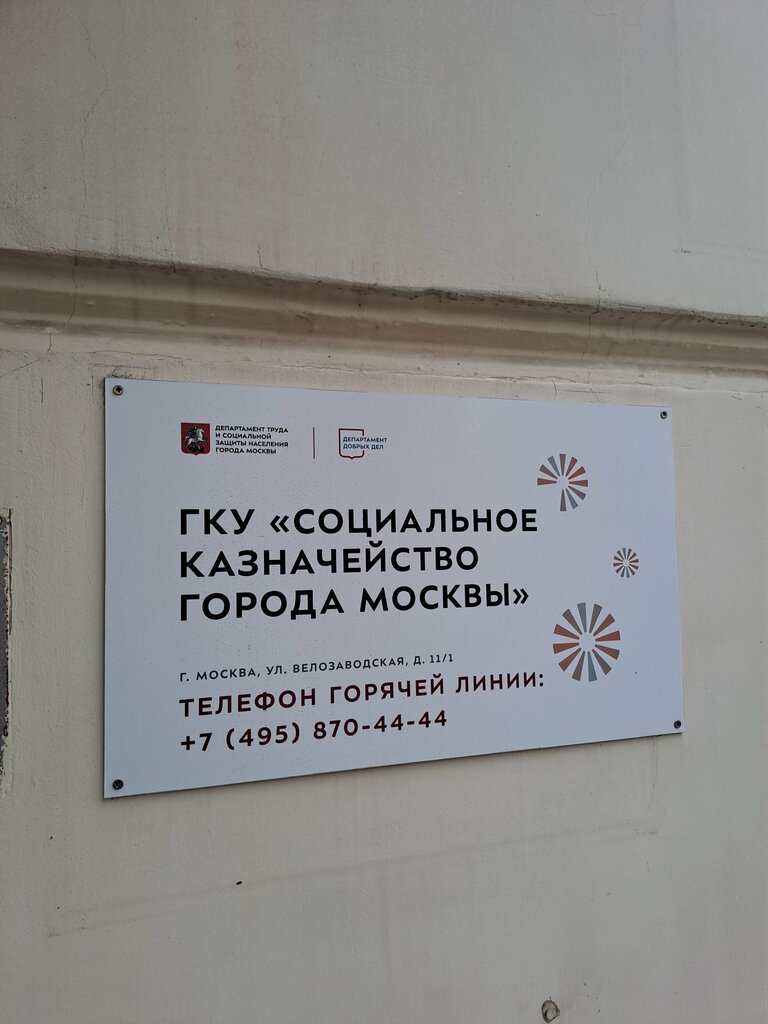 ДЕПАРТАМЕНТ ТРУДА
И СОЦИАЛЬНОЙ
ЗАЩИТЫ НАСЕЛЕНИЯ
ГОРОДА МОСКВЫ
ДЕПАРТАМЕНТ
ДОБРЫХ ДЕЛ
ГКУ «СОЦИАЛЬНОЕ
КАЗНАЧЕЙСТВО
ГОРОДА МОСКВЫ»
Г. МОСКВА, УЛ. ВЕЛОЗАВОДСКАЯ, Д. 11/1
ТЕЛЕФОН ГОРЯЧЕЙ ЛИНИИ:
+7 (495) 870-44-44